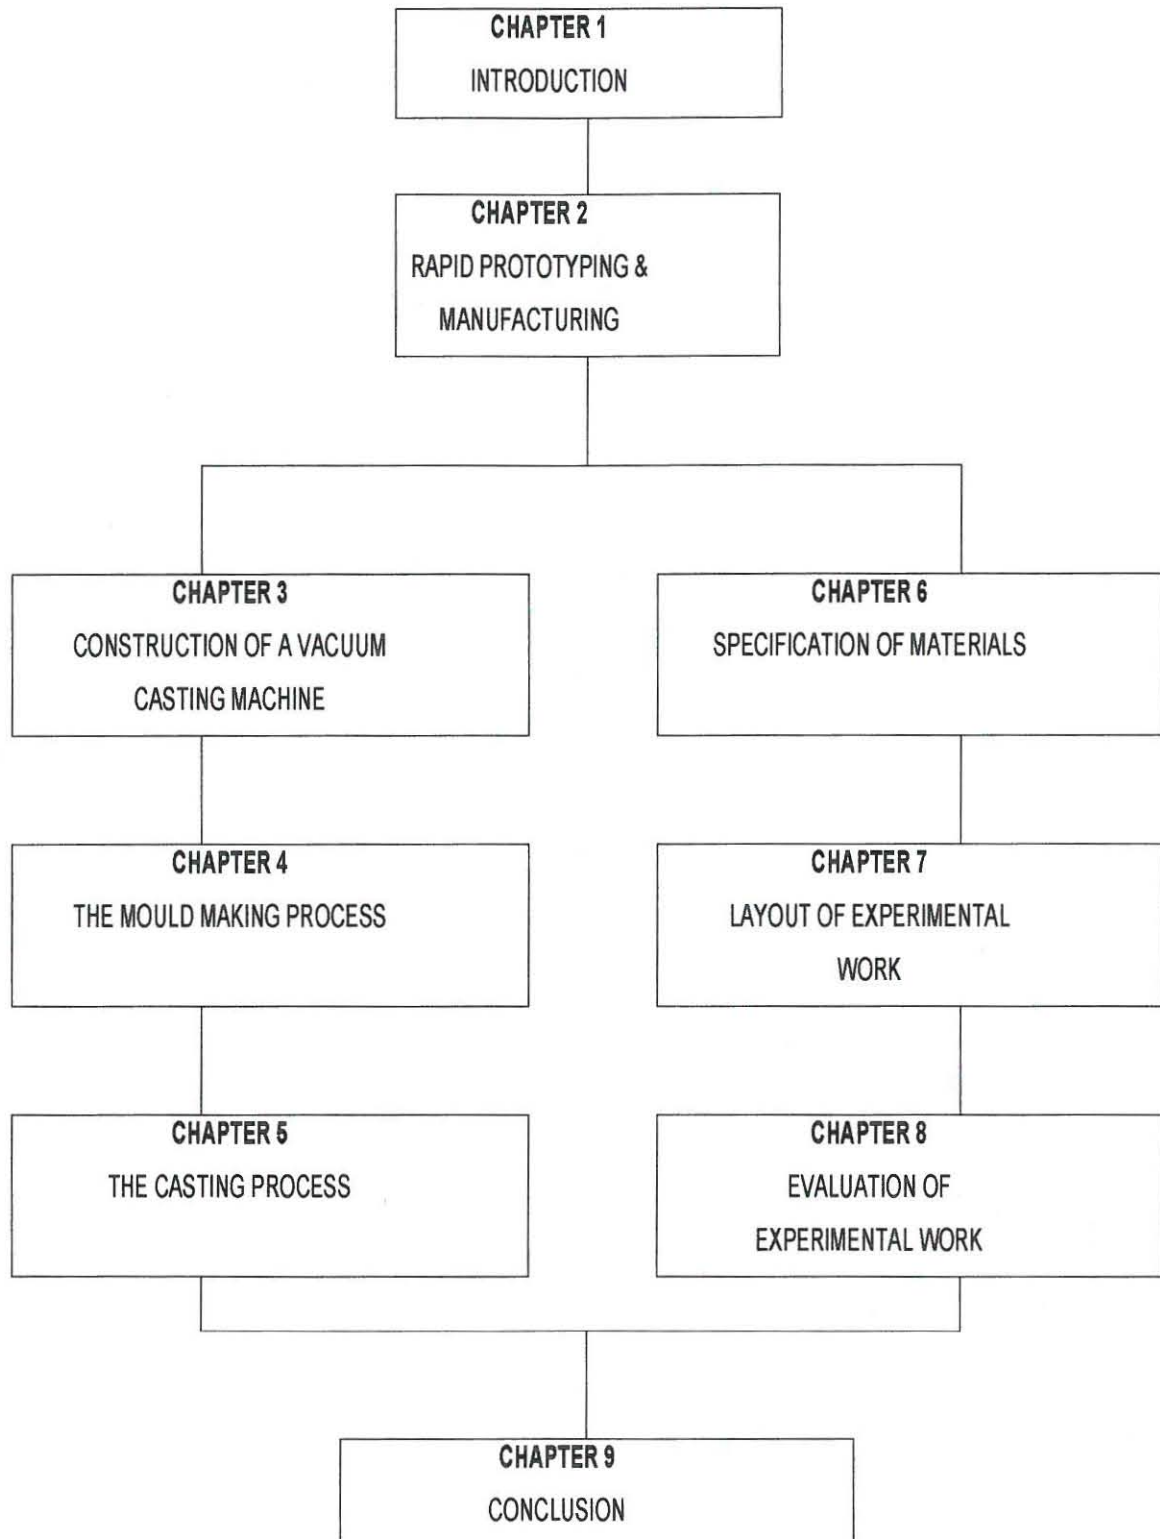 CHAPTER 1
INTRODUCTION
CHAPTER 2
RAPID PROTOTYPING &
MANUFACTURING
CHAPTER 3
CONSTRUCTION OF A VACUUM
CASTING MACHINE
CHAPTER 4
THE MOULD MAKING PROCESS
CHAPTER 5
THE CASTING PROCESS
CHAPTER 6
SPECIFICATION OF MATERIALS
CHAPTER 7
LAYOUT OF EXPERIMENTAL
WORK
CHAPTER 8
EVALUATION OF
EXPERIMENTAL WORK
CHAPTER 9
CONCLUSION